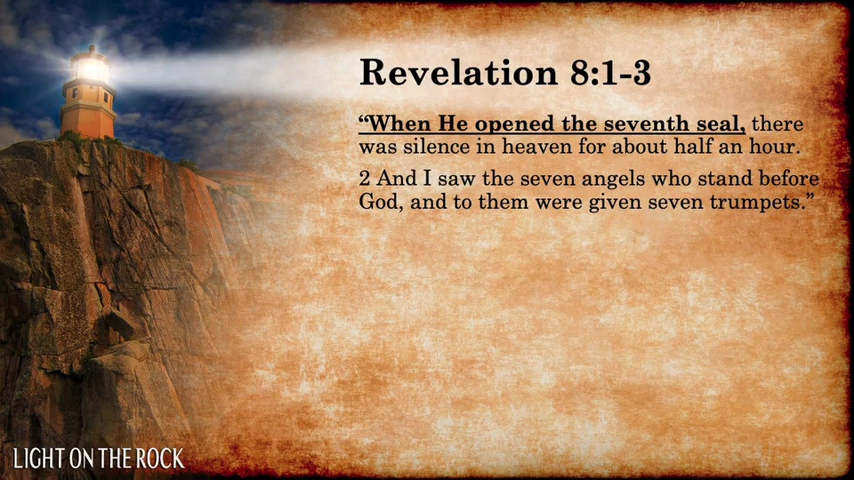 Revelation 8:1-3
“When He opened the seventh seal, there
was silence in heaven for about half an hour.
2 And I saw the seven angels who stand before
God, and to them were given seven trumpets.”
LIGHT ON THE ROCK